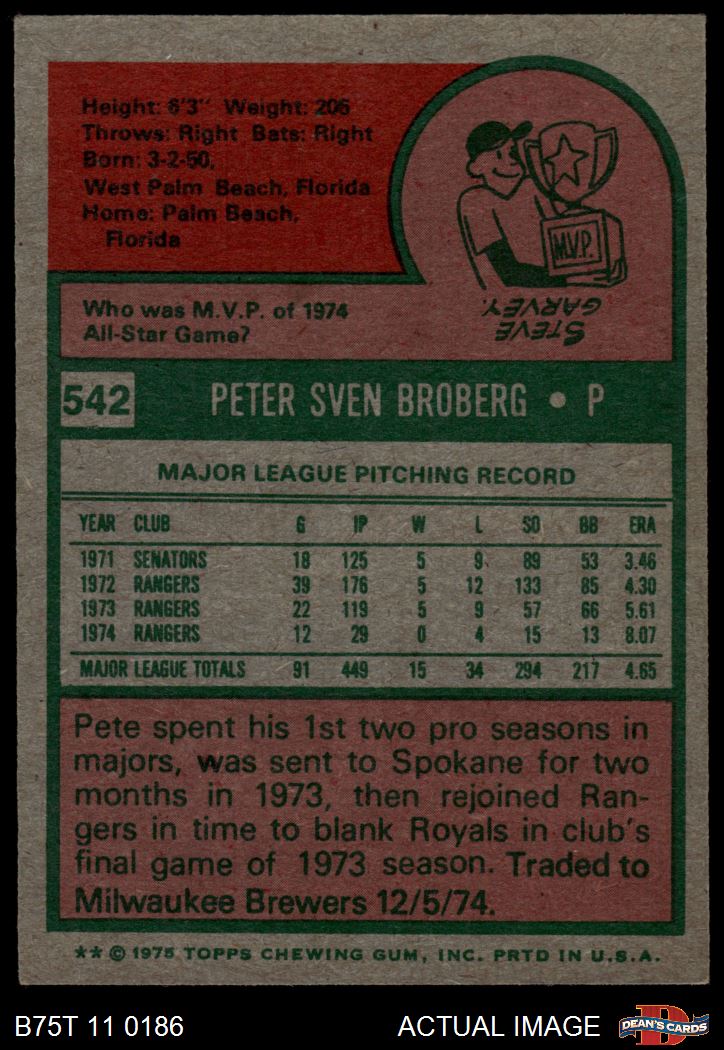 Height: 6'3" Weight: 205
Throws: Right Bats: Right
Born: 3-2-50,
West Palm Beach, Florida
Home: Palm Beach,
Florida
M.V.P.
STEVE
GARVEY.
Who was M.V.P. of 1974
All-Star Game?
542 PETER SVEN BROBERG • P
MAJOR LEAGUE PITCHING RECORD
YEAR CLUB G IP W L SO BB ERA
1971 SENATORS 18 125 5 9 89 53 3.46
1972 RANGERS 39 176 5 12 133 85 4.30
1973 RANGERS 22 119 5 9 57 66 5.61
1974 RANGERS 12 29 0 4 15 13 8.07
MAJOR LEAGUE TOTALS 91 449 15 34 294 217 4.65
Pete spent his 1st two pro seasons in
majors, was sent to Spokane for two
months in 1973, then rejoined Ran-
gers in time to blank Royals in club's
final game of 1973 season. Traded to
Milwaukee Brewers 12/5/74.
** © 1975 TOPPS CHEWING GUM, INC. PRTD IN U.S.A.
B75T 11 0186 ACTUAL IMAGE D DEAN'S CARDS